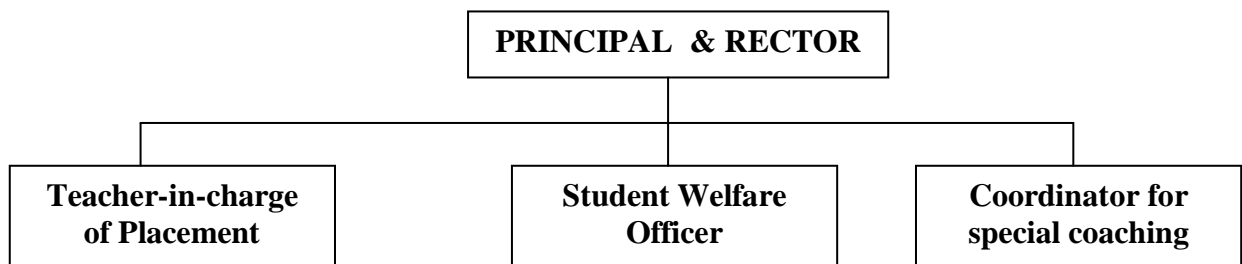 PRINCIPAL & RECTOR
Teacher-in-charge
of Placement
Student Welfare
Officer
Coordinator for
special coaching